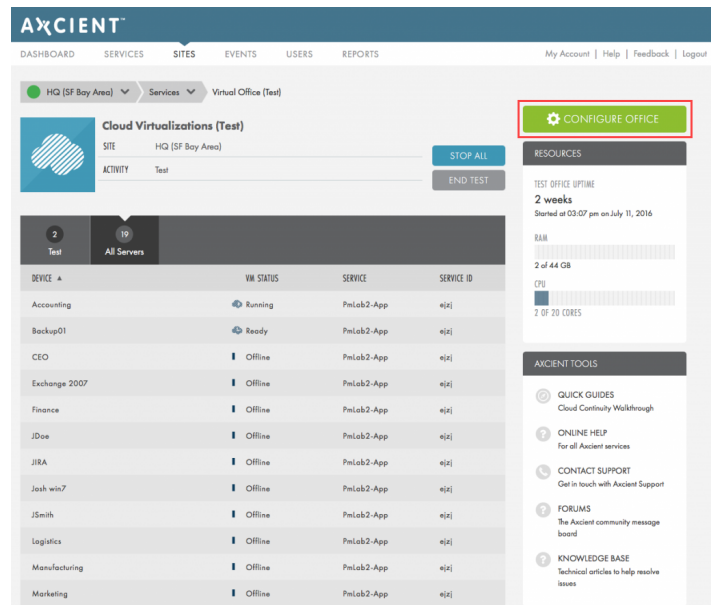 AXCIENT™
DASHBOARD SERVICES SITES EVENTS USERS REPORTS My Account | Help | Feedback | Logout
HQ (SF Bay Area) Services Virtual Office (Test)
Cloud Virtualizations (Test)
SITE HQ (SF Bay Area)
ACTIVITY Test
STOP ALL
END TEST
2 Test
19 All Servers
DEVICE ▲ VM STATUS SERVICE SERVICE ID
Accounting Running PmLab2-App ejzj
Backup01 Ready PmLab2-App ejzj
CEO Offline PmLab2-App ejzj
Exchange 2007 Offline PmLab2-App ejzj
Finance Offline PmLab2-App ejzj
JDoe Offline PmLab2-App ejzj
JIRA Offline PmLab2-App ejzj
Josh win7 Offline PmLab2-App ejzj
JSmith Offline PmLab2-App ejzj
Logistics Offline PmLab2-App ejzj
Manufacturing Offline PmLab2-App ejzj
Marketing Offline PmLab2-App ejzj
CONFIGURE OFFICE
RESOURCES
TEST OFFICE UPTIME
2 weeks
Started at 03:07 pm on July 11, 2016
RAM
2 of 44 GB
CPU
2 OF 20 CORES
AXCIENT TOOLS
QUICK GUIDES
Cloud Continuity Walkthrough
? ONLINE HELP
For all Axcient services
CONTACT SUPPORT
Get in touch with Axcient Support
? FORUMS
The Axcient community message
board
? KNOWLEDGE BASE
Technical articles to help resolve
issues